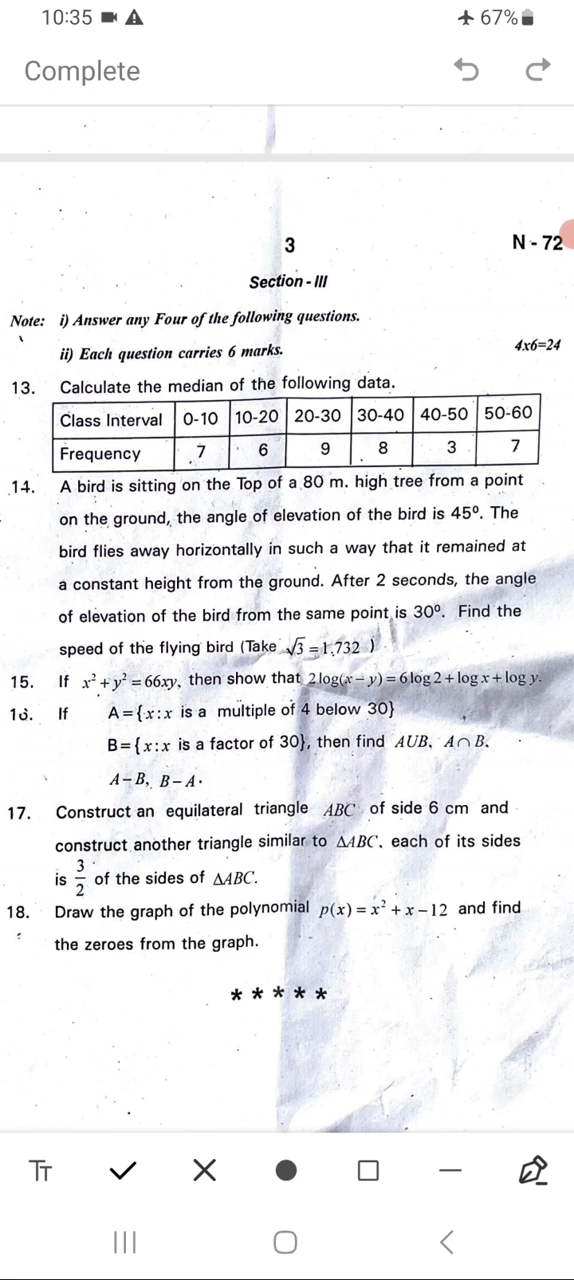 10:35 67%
Complete
3 N - 72
Section - III
Note: i) Answer any Four of the following questions.
ii) Each question carries 6 marks. 4x6=24
13. Calculate the median of the following data.
Class Interval 0-10 10-20 20-30 30-40 40-50 50-60
Frequency 7 6 9 8 3 7
14. A bird is sitting on the Top of a 80 m. high tree from a point
on the ground, the angle of elevation of the bird is 45º. The
bird flies away horizontally in such a way that it remained at
a constant height from the ground. After 2 seconds, the angle
of elevation of the bird from the same point is 30º. Find the
speed of the flying bird (Take √3 = 1.732 )
15. If x² + y² = 66xy, then show that 2 log(x − y) = 6 log 2 + log x + log y.
16. If A = {x : x is a multiple of 4 below 30}
B = {x : x is a factor of 30}, then find AUB, A∩B,
A−B, B−A.
17. Construct an equilateral triangle ABC of side 6 cm and
construct another triangle similar to ΔABC, each of its sides
is 3/2 of the sides of ΔABC.
18. Draw the graph of the polynomial p(x) = x² + x − 12 and find
the zeroes from the graph.
* * * * *
TT